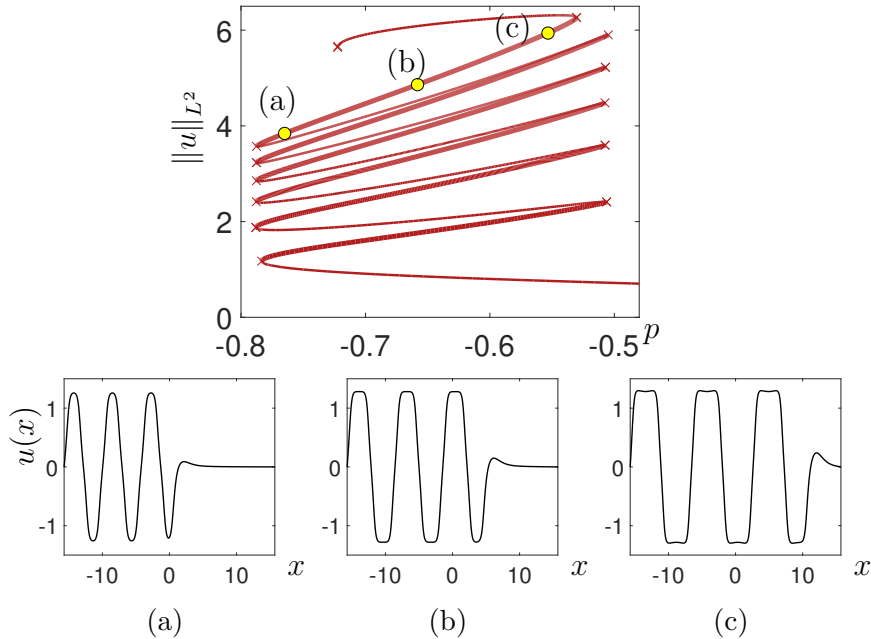 6
(c)
(b)
(a)
4
||u||_{L^2}
2
0
-0.8 -0.7 -0.6 -0.5 p
1 1 1
u(x) 0 0 0
-1 -1 -1
-10 0 10 x -10 0 10 x -10 0 10 x
(a) (b) (c)